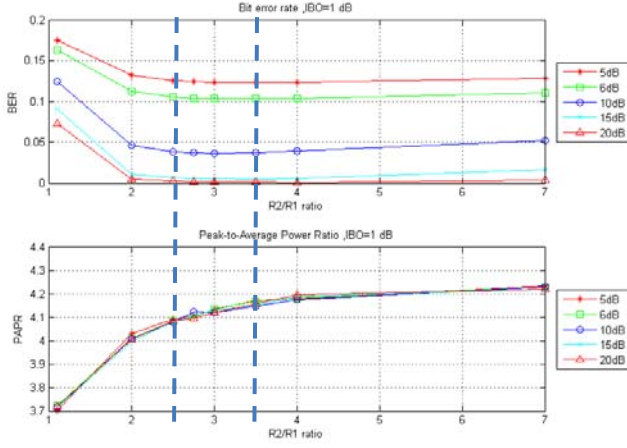 Bit error rate ,IBO=1 dB
0.2
0.15
0.1
0.05
0
BER
1 2 3 4 5 6 7
R2/R1 ratio
5dB
6dB
10dB
15dB
20dB
Peak-to-Average Power Ratio ,IBO=1 dB
4.4
4.3
4.2
4.1
4
3.9
3.8
3.7
PAPR
1 2 3 4 5 6 7
R2/R1 ratio
5dB
6dB
10dB
15dB
20dB